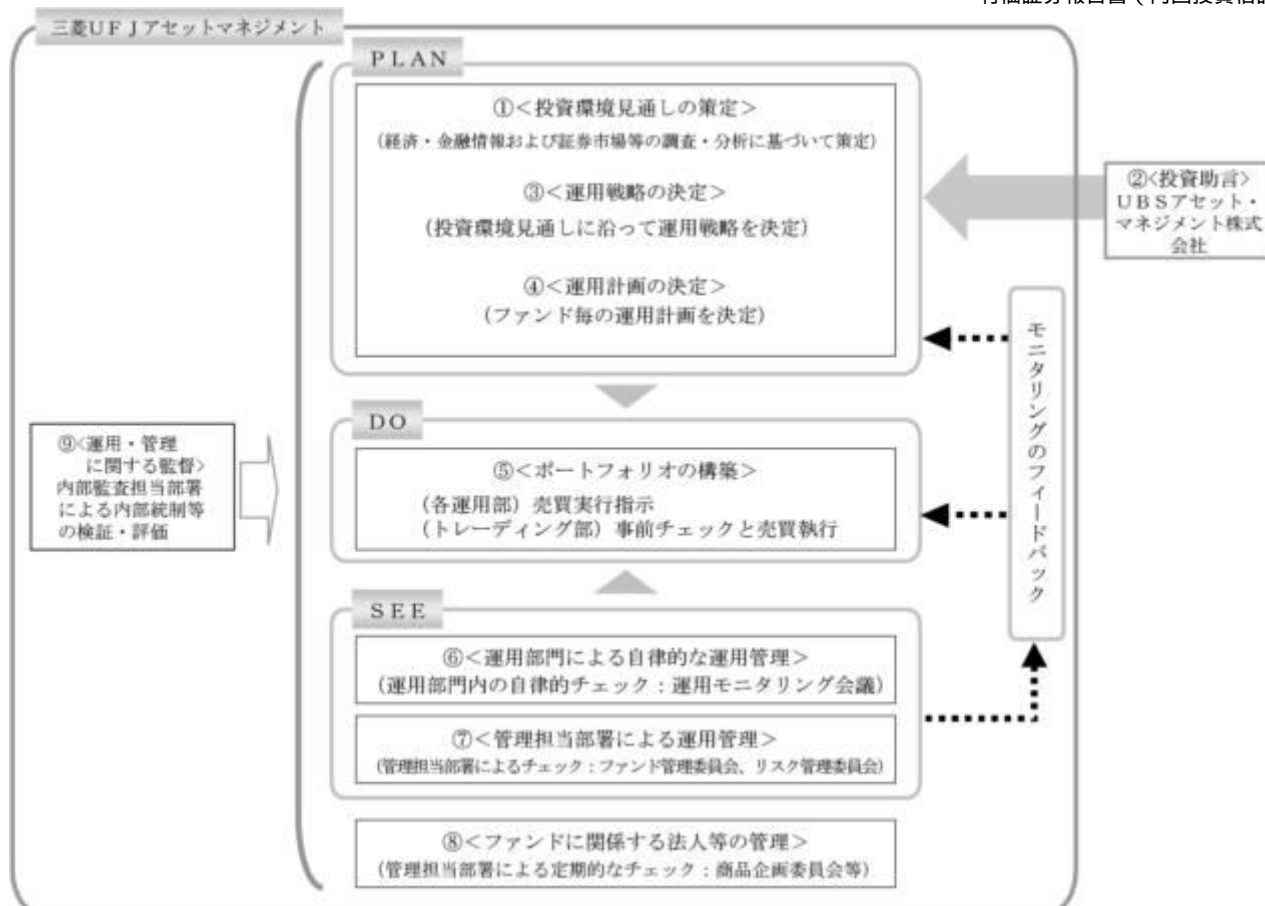 三菱UFJアセットマネジメント
PLAN
①<投資環境見通しの策定>
(経済・金融情報および証券市場等の調査・分析に基づいて策定)
③<運用戦略の決定>
(投資環境見通しに沿って運用戦略を決定)
④<運用計画の決定>
(ファンド毎の運用計画を決定)
②<投資助言>
UBSアセット・
マネジメント株式
会社
モニタリングのフィードバック
DO
⑤<ポートフォリオの構築>
(各運用部)売買実行指示
(トレーディング部)事前チェックと売買執行
⑨<運用・管理
に関する監督>
内部監査担当部署
による内部統制等
の検証・評価
SEE
⑥<運用部門による自律的な運用管理>
(運用部門内の自律的チェック:運用モニタリング会議)
⑦<管理担当部署による運用管理>
(管理担当部署によるチェック:ファンド管理委員会、リスク管理委員会)
⑧<ファンドに関係する法人等の管理>
(管理担当部署による定期的なチェック:商品企画委員会等)